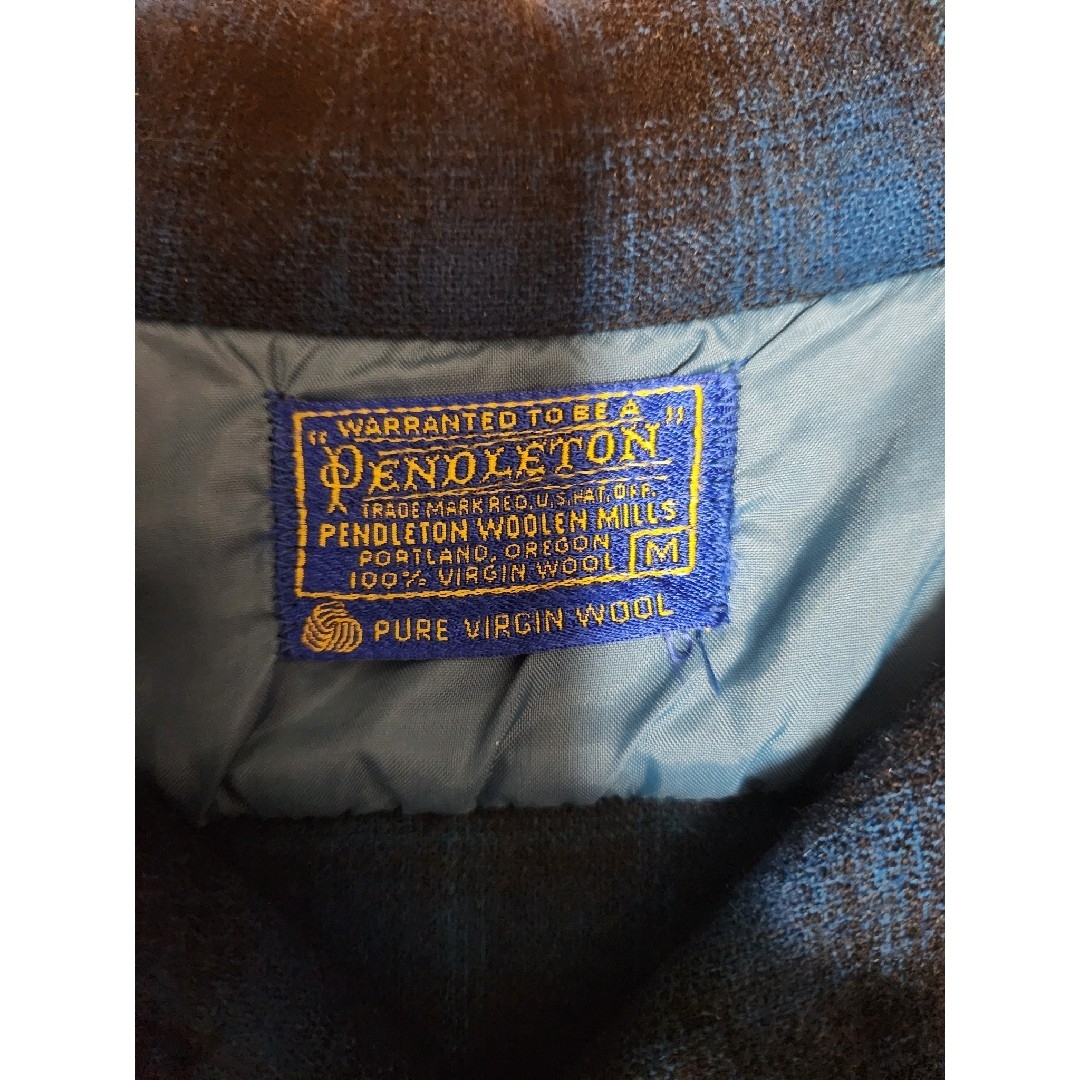 "WARRANTED TO BE A"
PENDLETON
TRADE MARK REG. U.S. PAT. OFF.
PENDLETON WOOLEN MILLS
PORTLAND, OREGON
100% VIRGIN WOOL M
PURE VIRGIN WOOL